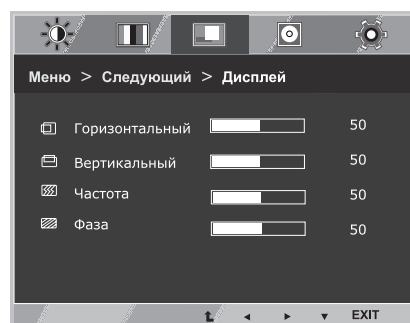 Меню > Следующий > Дисплей
Горизонтальный 50
Вертикальный 50
Частота 50
Фаза 50
EXIT